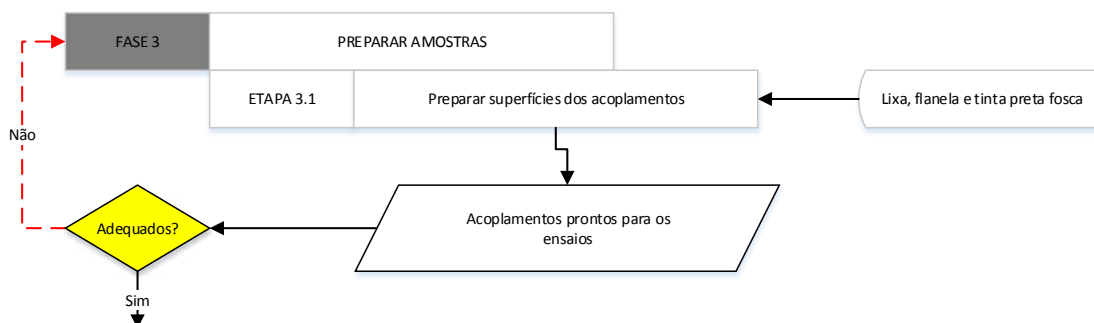 FASE 3
PREPARAR AMOSTRAS
ETAPA 3.1
Preparar superfícies dos acoplamentos
Lixa, flanela e tinta preta fosca
Não
Acoplamentos prontos para os
ensaios
Adequados?
Sim